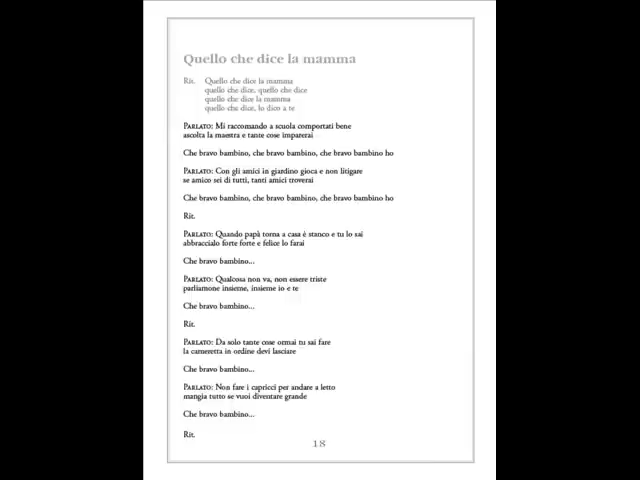 Quello che dice la mamma
Rit. Quello che dice la mamma
quello che dice, quello che dice
quello che dice la mamma
quello che dice, lo dico a te
PARLATO: Mi raccomando a scuola comportati bene
ascolta la maestra e tante cose imparerai
Che bravo bambino, che bravo bambino, che bravo bambino ho
PARLATO: Con gli amici in giardino gioca e non litigare
se amico sei di tutti, tanti amici troverai
Che bravo bambino, che bravo bambino, che bravo bambino ho
Rit.
PARLATO: Quando papà torna a casa è stanco e tu lo sai
abbraccialo forte forte e felice lo farai
Che bravo bambino...
PARLATO: Qualcosa non va, non essere triste
parliamone insieme, insieme io e te
Che bravo bambino...
Rit.
PARLATO: Da solo tante cose ormai tu sai fare
la cameretta in ordine devi lasciare
Che bravo bambino...
PARLATO: Non fare i capricci per andare a letto
mangia tutto se vuoi diventare grande
Che bravo bambino...
Rit.
18